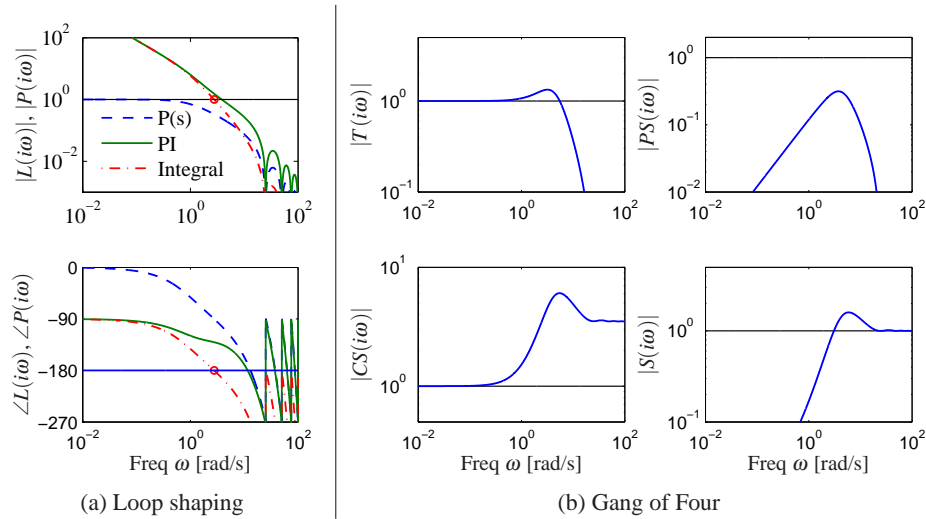 10^2
10^0
10^-2
10^-2
10^0
10^2
|L(iω)|, |P(iω)|
P(s)
PI
Integral
0
−90
−180
−270
10^-2
10^0
10^2
∠L(iω), ∠P(iω)
Freq ω [rad/s]
(a) Loop shaping
10^0
10^-1
10^-2
10^0
10^2
|T(iω)|
10^0
10^-1
10^-2
10^-2
10^0
10^2
|PS(iω)|
10^1
10^0
10^-2
10^0
10^2
|CS(iω)|
Freq ω [rad/s]
10^0
10^-1
10^-2
10^0
10^2
|S(iω)|
Freq ω [rad/s]
(b) Gang of Four